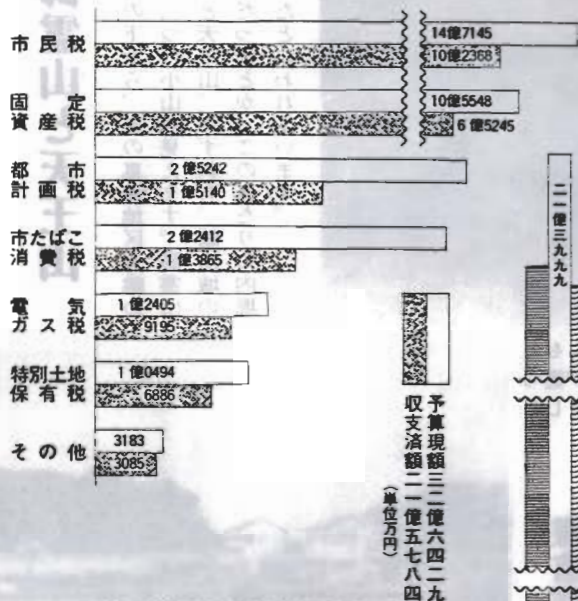 市民税
14億7145
10億2368
固定
資産税
10億5548
6億5245
都市
計画税
2億5242
1億5140
市たばこ
消費税
2億2412
1億3865
電気
ガス税
1億2405
9195
特別土地
保有税
1億0494
6886
その他
3183
3085
予算現額三二億六四二九
収支済額二一億五七八四
(単位万円)
二一億三九九九